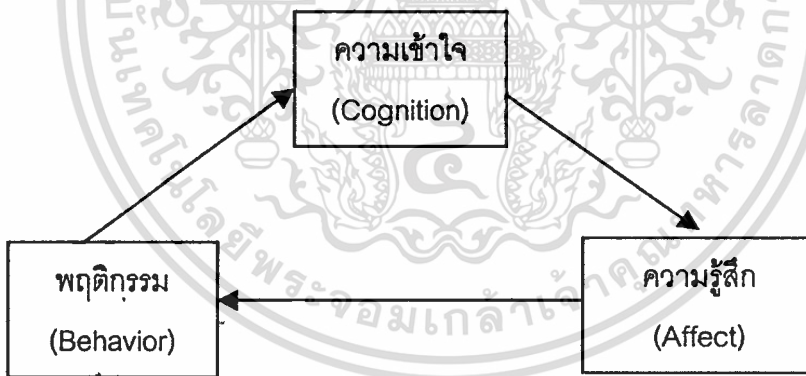 ความเข้าใจ
(Cognition)
พฤติกรรม
(Behavior)
ความรู้สึก
(Affect)